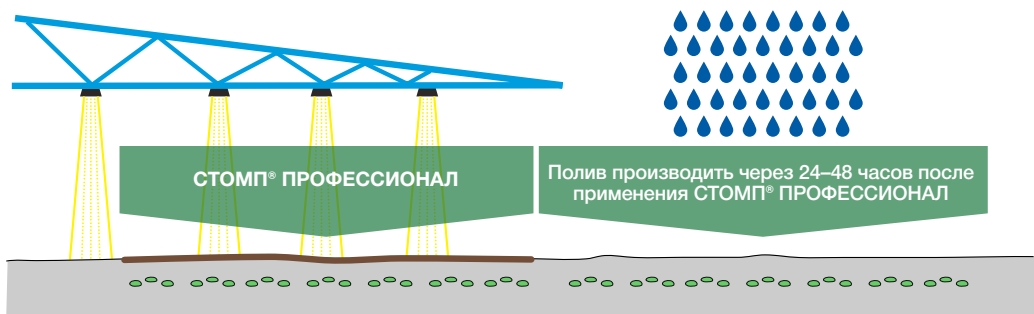 СТОМП® ПРОФЕССИОНАЛ
Полив производить через 24–48 часов после
применения СТОМП® ПРОФЕССИОНАЛ